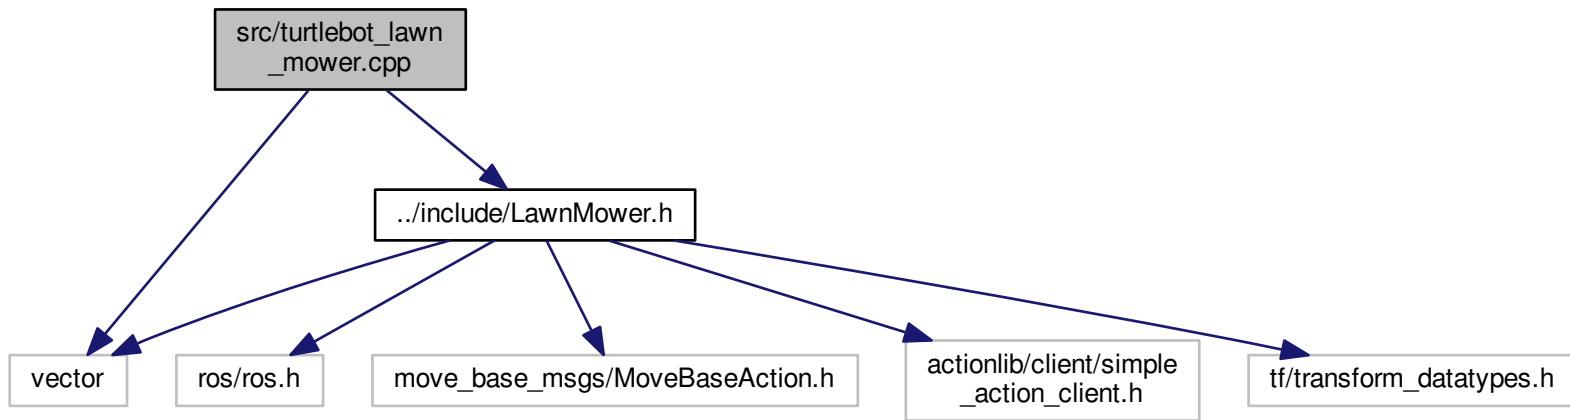 src/turtlebot_lawn
_mower.cpp
../include/LawnMower.h
vector
ros/ros.h
move_base_msgs/MoveBaseAction.h
actionlib/client/simple
_action_client.h
tf/transform_datatypes.h